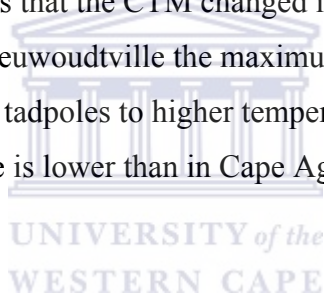 s that the CTM changed
euwoudtville the maximu
tadpoles to higher temper
e is lower than in Cape Ag
UNIVERSITY of the
WESTERN CAPE